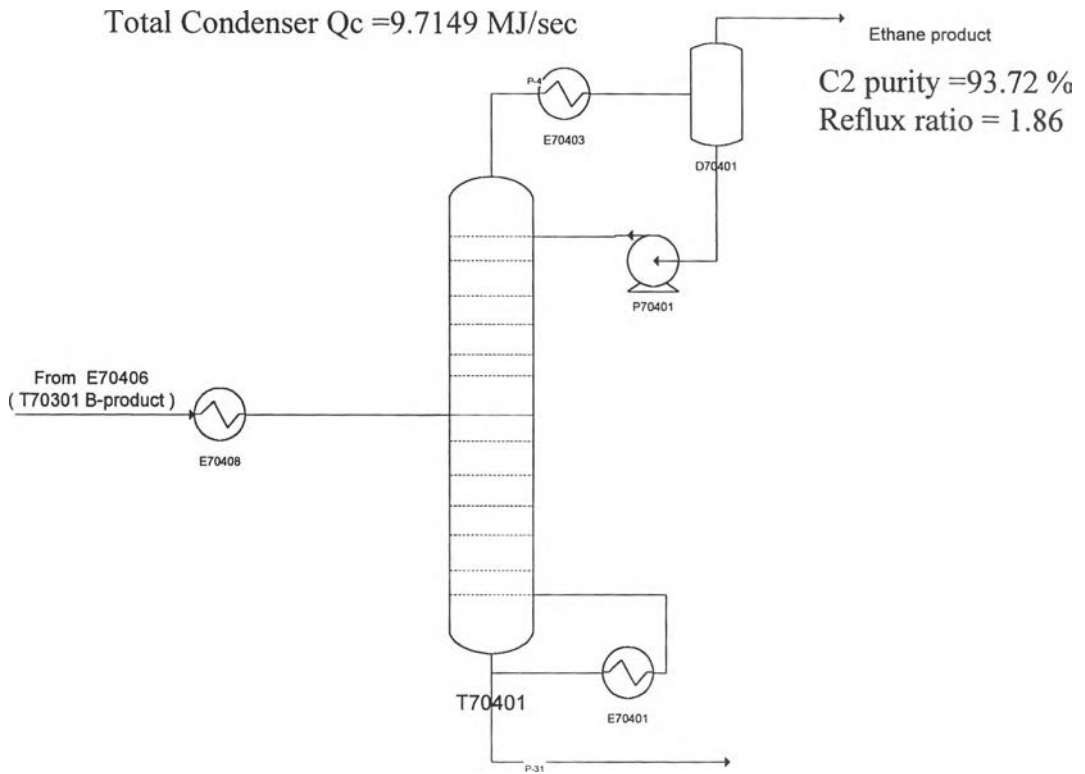 Total Condenser Qc =9.7149 MJ/sec
Ethane product
C2 purity =93.72 %
Reflux ratio = 1.86
P-4
E70403
D70401
P70401
From E70406
( T70301 B-product )
E70408
T70401
E70401
P-31